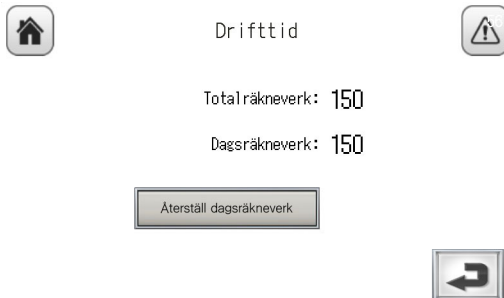 Drifttid
Totalräkneverk: 150
Dagsräkneverk: 150
Återställ dagsräkneverk